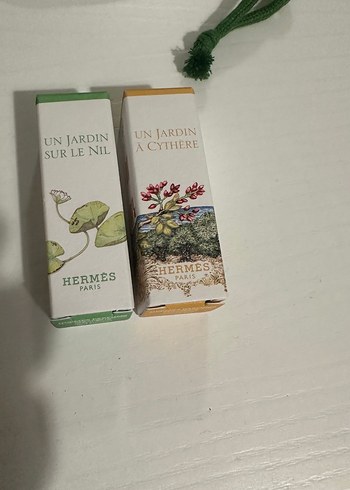 UN JARDIN
SUR LE NIL
HERMÈS
PARIS
UN JARDIN
À CYTHÈRE
HERMÈS
PARIS